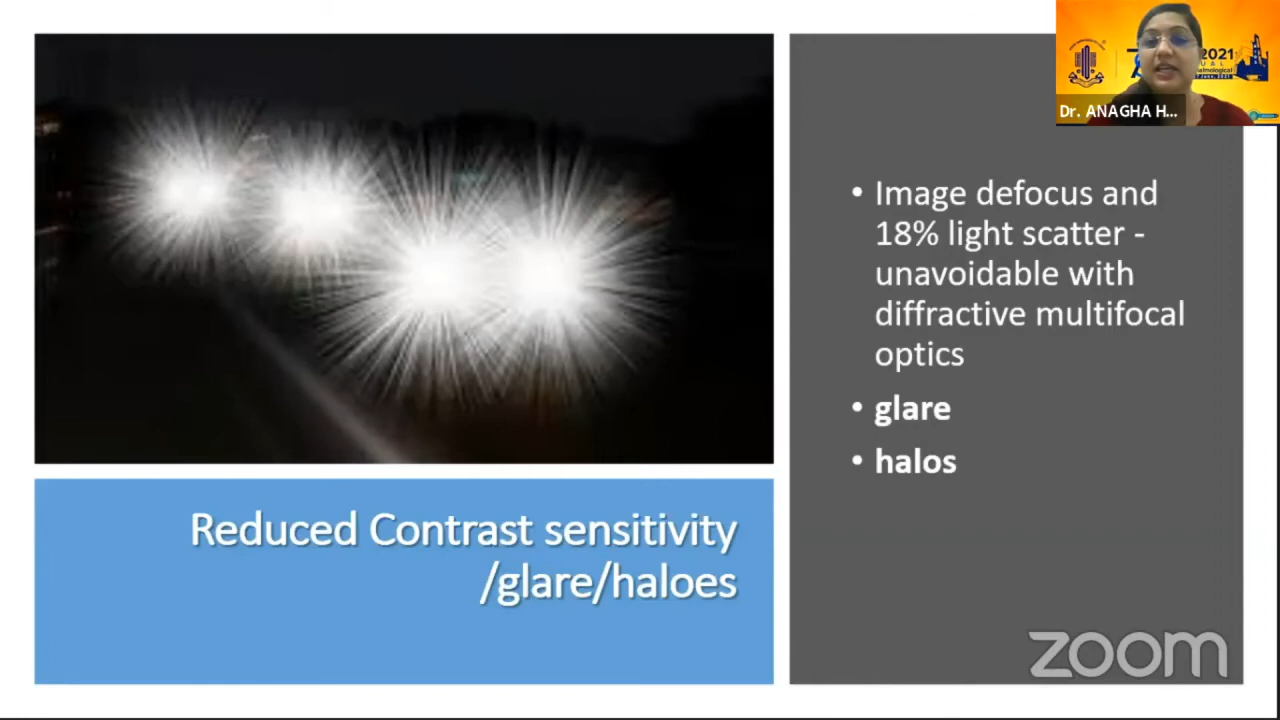 2021
Dr. ANAGHA H...
• Image defocus and
18% light scatter -
unavoidable with
diffractive multifocal
optics
• glare
• halos
Reduced Contrast sensitivity
/glare/haloes
zoom